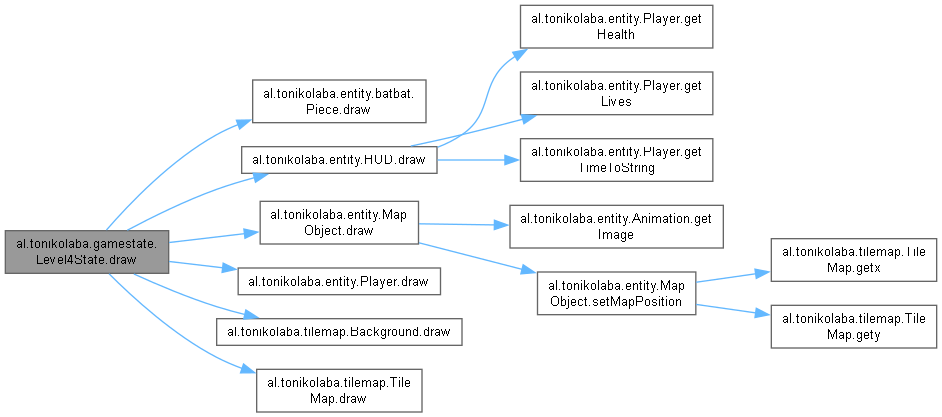 al.tonikolaba.entity.Player.get
Health
al.tonikolaba.entity.batbat.
Piece.draw
al.tonikolaba.entity.Player.get
Lives
al.tonikolaba.entity.HUD.draw
al.tonikolaba.entity.Player.get
TimeToString
al.tonikolaba.entity.Map
Object.draw
al.tonikolaba.entity.Animation.get
Image
al.tonikolaba.gamestate.
Level4State.draw
al.tonikolaba.tilemap.Tile
Map.getx
al.tonikolaba.entity.Player.draw
al.tonikolaba.entity.Map
Object.setMapPosition
al.tonikolaba.tilemap.Background.draw
al.tonikolaba.tilemap.Tile
Map.gety
al.tonikolaba.tilemap.Tile
Map.draw